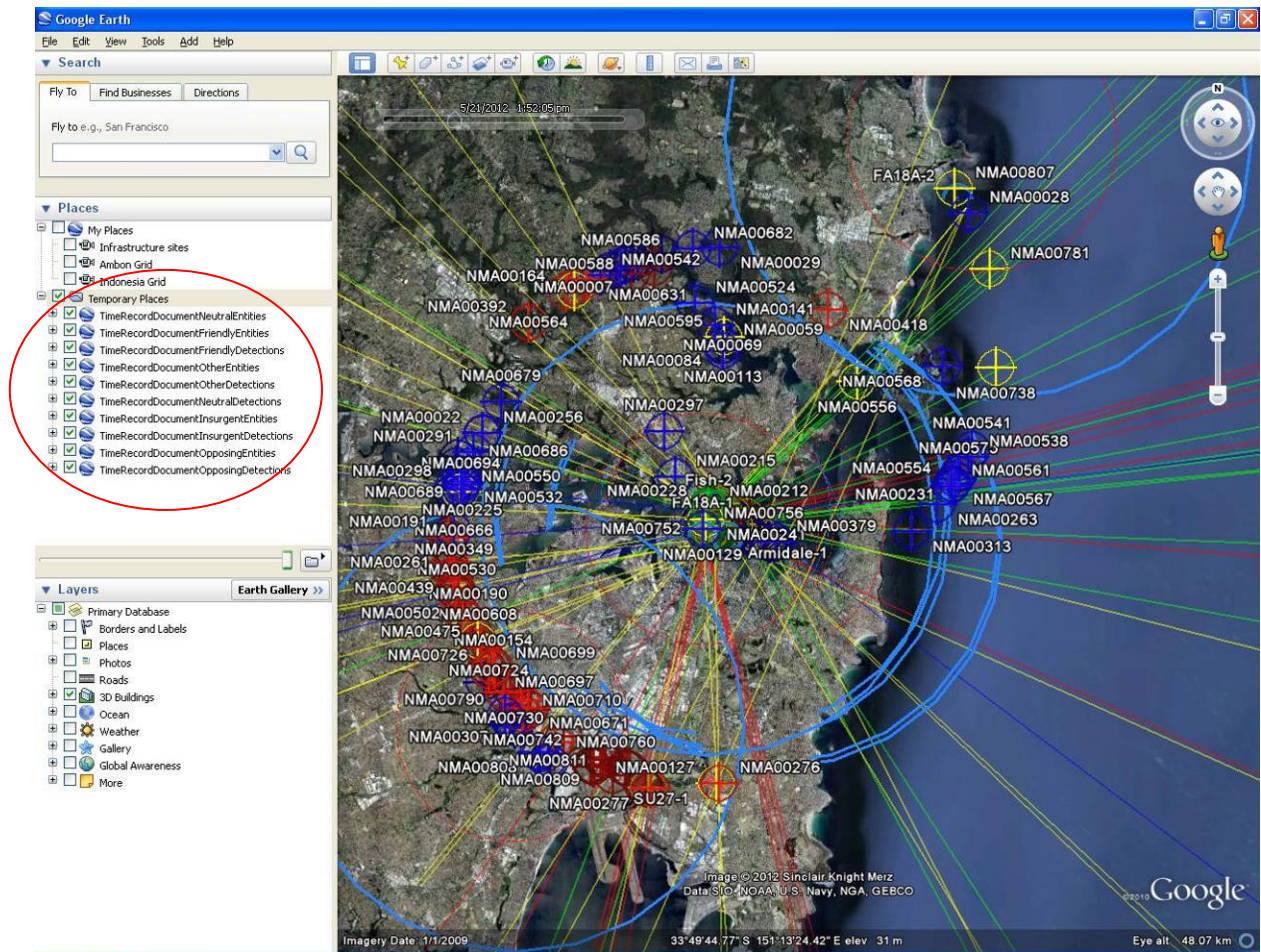 Google Earth
File Edit View Tools Add Help
Search
Fly To Find Businesses Directions
Fly to e.g., San Francisco
Places
My Places
Infrastructure sites
Ambon Grid
Indonesia Grid
Temporary Places
TimeRecordDocumentNeutralEntities
TimeRecordDocumentFriendlyEntities
TimeRecordDocumentFriendlyDetections
TimeRecordDocumentOtherEntities
TimeRecordDocumentOtherDetections
TimeRecordDocumentNeutralDetections
TimeRecordDocumentInsurgentEntities
TimeRecordDocumentInsurgentDetections
TimeRecordDocumentOpposingEntities
TimeRecordDocumentOpposingDetections
Layers Earth Gallery >>
Primary Database
Borders and Labels
Places
Photos
Roads
3D Buildings
Ocean
Weather
Gallery
Global Awareness
More
5/21/2012 1:52:05 pm
N
FA18A-2 NMA00807
NMA00028
NMA00586 NMA00682
NMA00781
NMA00588 NMA00542 NMA00029
NMA00164
NMA00007 NMA00631 NMA00524
NMA00392 NMA00141
NMA00564 NMA00595 NMA00059 NMA00418
NMA00069
NMA00084
NMA00679 NMA00113
NMA00568 NMA00738
NMA00297 NMA00556
NMA00022 NMA00256
NMA00291 NMA00541
NMA00686 NMA00575 NMA00538
NMA00694 NMA00215
NMA00298 NMA00550 Fish-2 NMA00554 NMA00561
NMA00689 NMA00532 NMA00228 NMA00212 NMA00231
FA18A-1 NMA00567
NMA00225 NMA00756
NMA00191 NMA00666 NMA00752 NMA00241 NMA00379 NMA00263
NMA00349 NMA00129 Armidale-1 NMA00313
NMA00530
NMA00439 NMA00190
NMA00502 NMA00608
NMA00475 NMA00154
NMA00726 NMA00699
NMA00724 NMA00697
NMA00790 NMA00710
NMA00730 NMA00671
NMA00307 NMA00742 NMA00760
NMA00811 NMA00127 NMA00276
NMA00809
NMA00277 SU27-1
Image © 2012 Sinclair Knight Merz
Data SIO, NOAA, U.S. Navy, NGA, GEBCO
©2010 Google
Imagery Date: 1/1/2009 33°49'44.77" S 151°13'24.42" E elev 31 m Eye alt 48.07 km